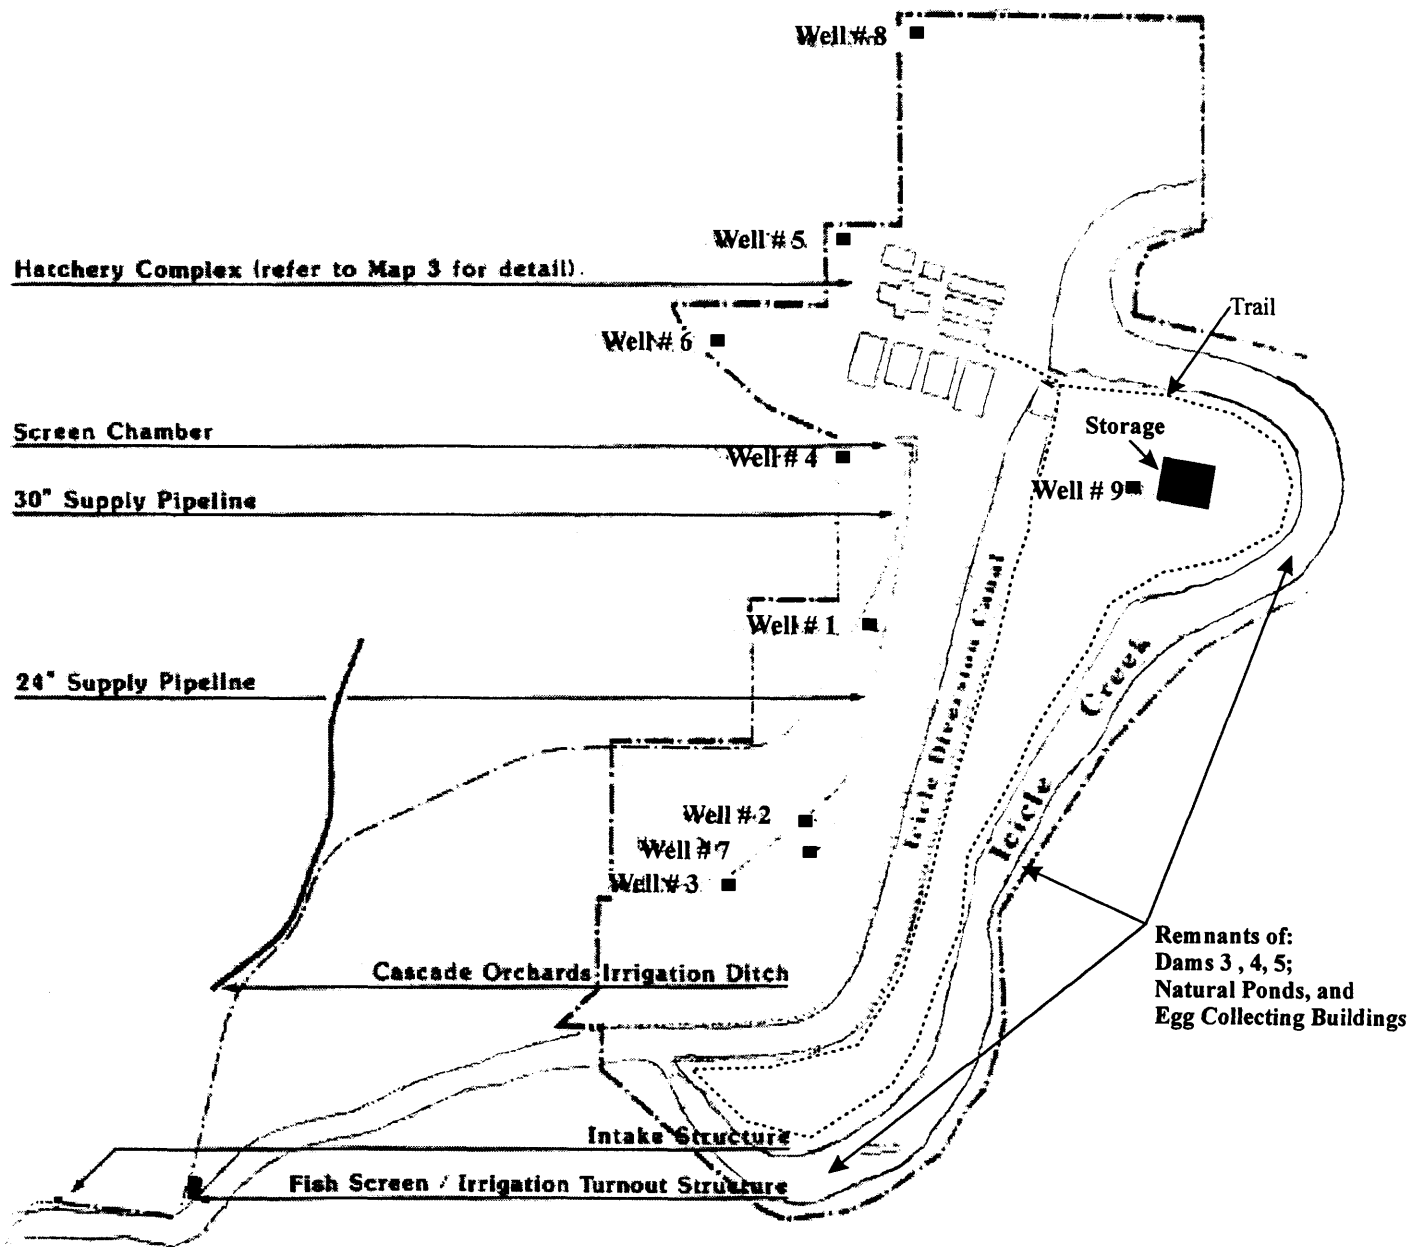 Well # 8
Well # 5
Hatchery Complex (refer to Map 3 for detail).
Trail
Well # 6
Storage
Screen Chamber
Well # 4
Well # 9
30" Supply Pipeline
Icicle Diversion Canal
Well # 1
Icicle Creek
24" Supply Pipeline
Well # 2
Well # 7
Well # 3
Remnants of:
Dams 3 , 4, 5;
Natural Ponds, and
Egg Collecting Buildings
Cascade Orchards Irrigation Ditch
Intake Structure
Fish Screen / Irrigation Turnout Structure